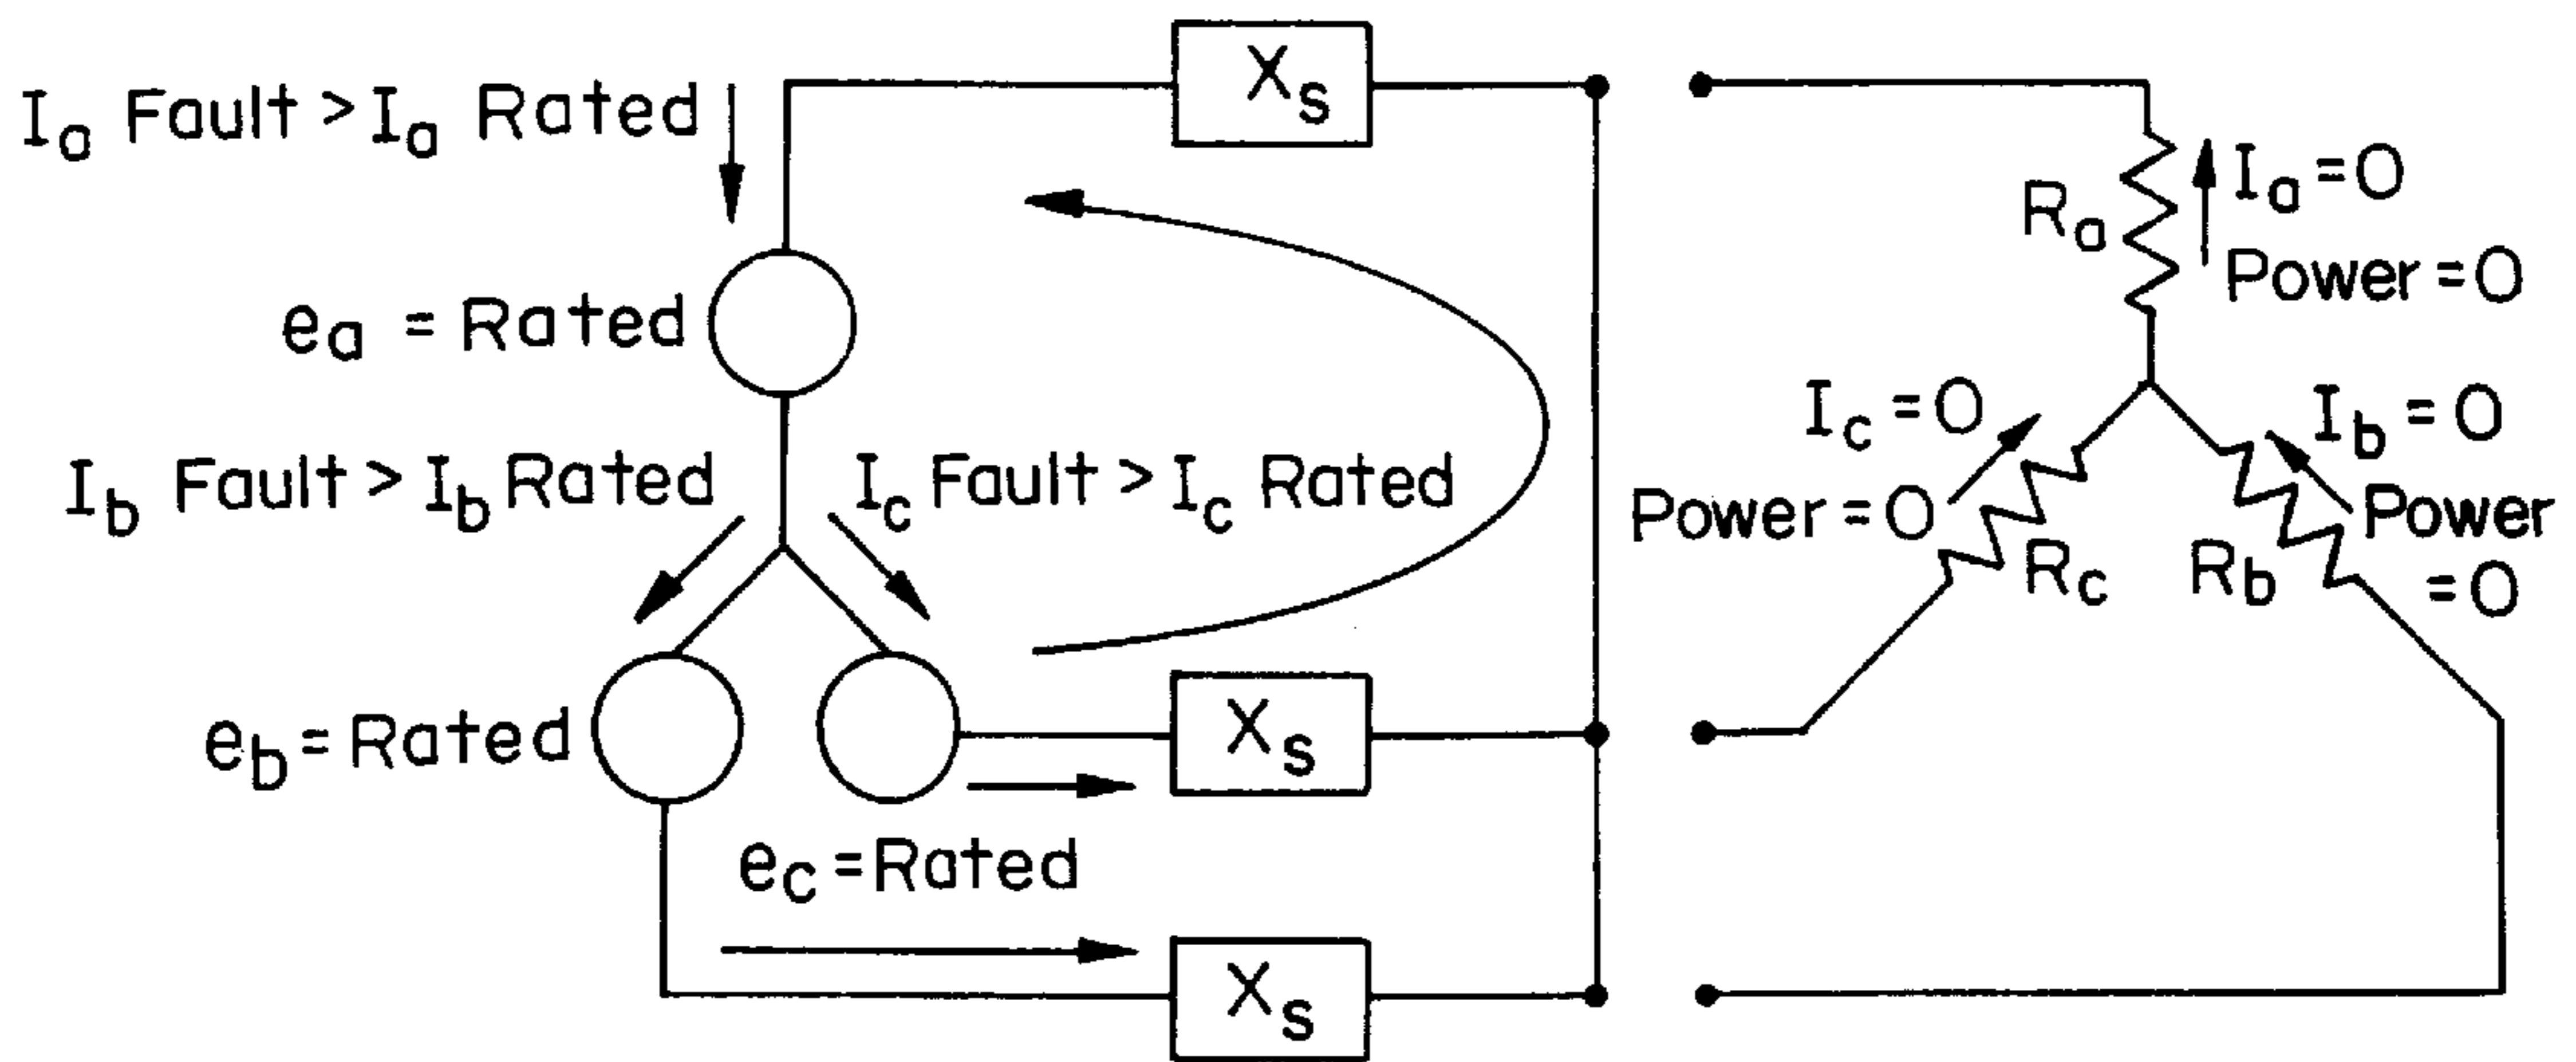 Xs
Ia Fault > Ia Rated
Ra
Ia = 0
Power = 0
ea = Rated
Ic = 0
Power = 0
Rc
Ib = 0
Power
= 0
Rb
Ib Fault > Ib Rated
Ic Fault > Ic Rated
eb = Rated
Xs
ec = Rated
Xs